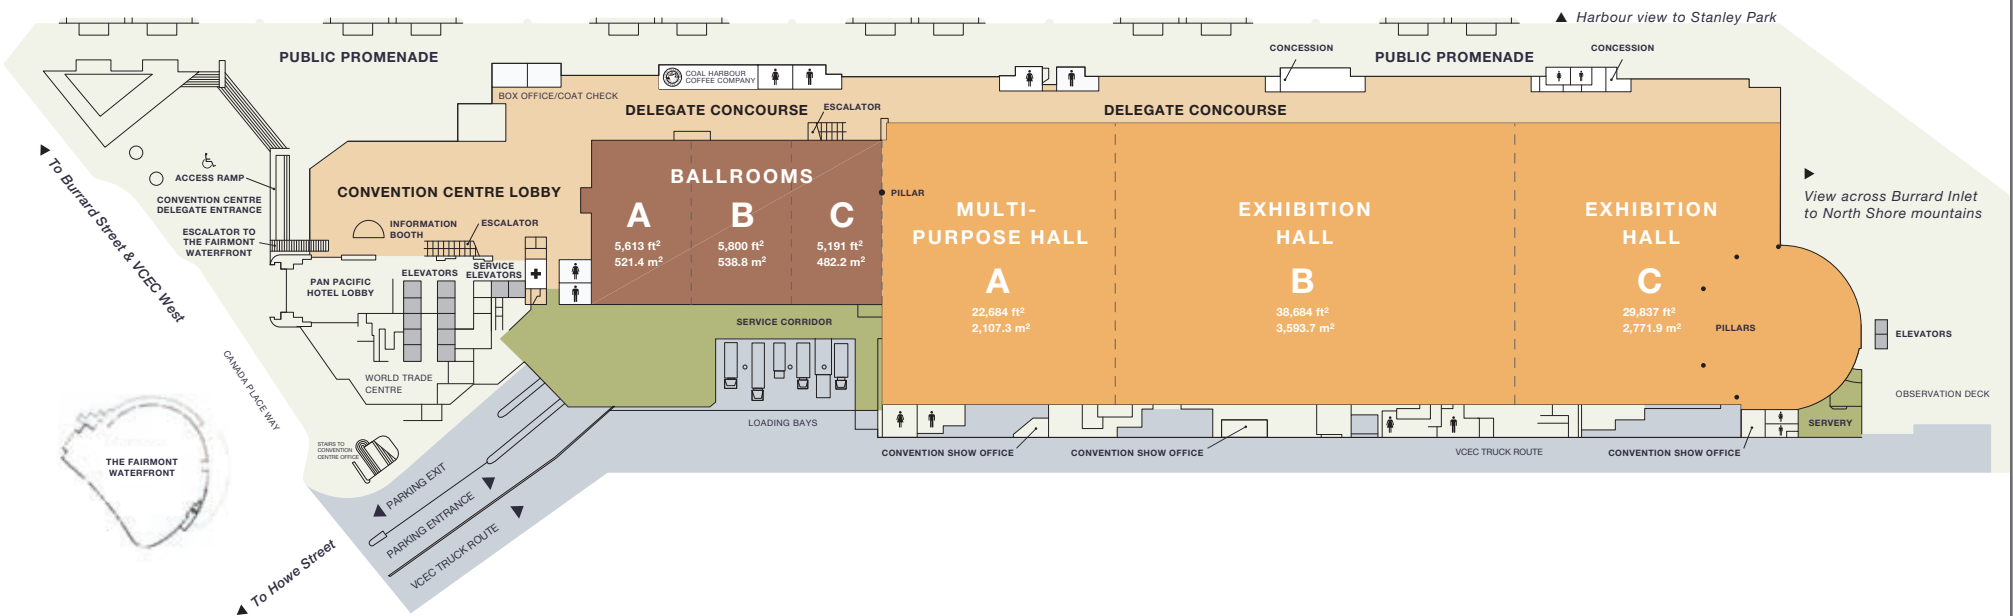 Harbour view to Stanley Park
PUBLIC PROMENADE
CONCESSION
PUBLIC PROMENADE
CONCESSION
COAL HARBOUR
COFFEE COMPANY
BOX OFFICE/COAT CHECK
DELEGATE CONCOURSE
ESCALATOR
DELEGATE CONCOURSE
To Burrard Street & VCEC West
ACCESS RAMP
CONVENTION CENTRE
DELEGATE ENTRANCE
ESCALATOR TO
THE FAIRMONT
WATERFRONT
CONVENTION CENTRE LOBBY
INFORMATION
BOOTH
ESCALATOR
BALLROOMS
A
5,613 ft²
521.4 m²
B
5,800 ft²
538.8 m²
C
5,191 ft²
482.2 m²
PILLAR
MULTI-
PURPOSE HALL
A
22,684 ft²
2,107.3 m²
EXHIBITION
HALL
B
38,684 ft²
3,593.7 m²
EXHIBITION
HALL
C
29,837 ft²
2,771.9 m²
PILLARS
View across Burrard Inlet
to North Shore mountains
PAN PACIFIC
HOTEL LOBBY
ELEVATORS
SERVICE
ELEVATORS
SERVICE CORRIDOR
ELEVATORS
WORLD TRADE
CENTRE
CANADA PLACE WAY
OBSERVATION DECK
LOADING BAYS
SERVERY
STAIRS TO
CONVENTION
CENTRE OFFICE
THE FAIRMONT
WATERFRONT
CONVENTION SHOW OFFICE
CONVENTION SHOW OFFICE
VCEC TRUCK ROUTE
CONVENTION SHOW OFFICE
PARKING EXIT
PARKING ENTRANCE
VCEC TRUCK ROUTE
To Howe Street